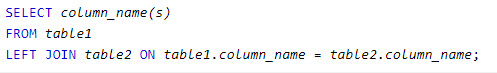 SELECT column_name(s)
FROM table1
LEFT JOIN table2 ON table1.column_name = table2.column_name;